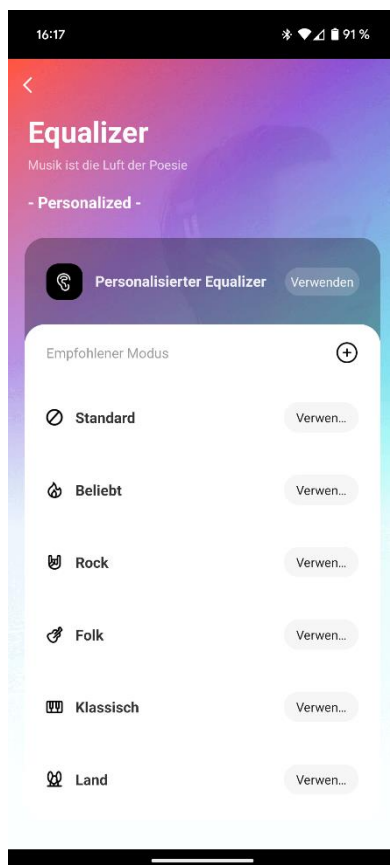 16:17
91 %
Equalizer
Musik ist die Luft der Poesie
- Personalized -
Personalisierter Equalizer Verwenden
Empfohlener Modus
Standard Verwen...
Beliebt Verwen...
Rock Verwen...
Folk Verwen...
Klassisch Verwen...
Land Verwen...